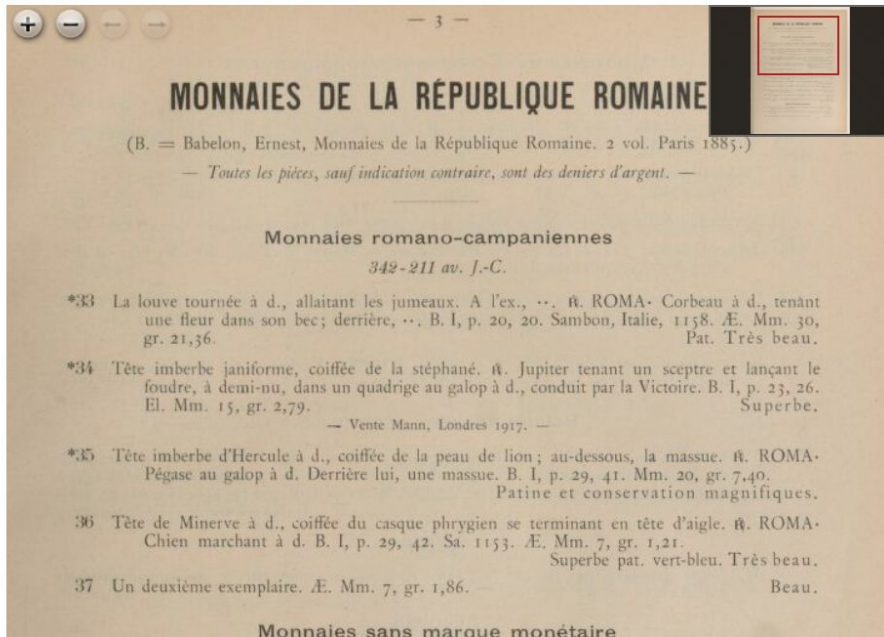 — 3 —
MONNAIES DE LA RÉPUBLIQUE ROMAINE
(B. = Babelon, Ernest, Monnaies de la République Romaine. 2 vol. Paris 1885.)
— Toutes les pièces, sauf indication contraire, sont des deniers d'argent. —
Monnaies romano-campaniennes
342-211 av. J.-C.
*33 La louve tournée à d., allaitant les jumeaux. A l'ex., ··. ꝶ. ROMA· Corbeau à d., tenant
une fleur dans son bec; derrière, ··. B. I, p. 20, 20. Sambon, Italie, 1158. Æ. Mm. 30,
gr. 21,36. Pat. Très beau.
*34 Tête imberbe janiforme, coiffée de la stéphané. ꝶ. Jupiter tenant un sceptre et lançant le
foudre, à demi-nu, dans un quadrige au galop à d., conduit par la Victoire. B. I, p. 23, 26.
El. Mm. 15, gr. 2,79. Superbe.
— Vente Mann, Londres 1917. —
*35 Tête imberbe d'Hercule à d., coiffée de la peau de lion; au-dessous, la massue. ꝶ. ROMA·
Pégase au galop à d. Derrière lui, une massue. B. I, p. 29, 41. Mm. 20, gr. 7,40.
Patine et conservation magnifiques.
36 Tête de Minerve à d., coiffée du casque phrygien se terminant en tête d'aigle. ꝶ. ROMA·
Chien marchant à d. B. I, p. 29, 42. Sa. 1153. Æ. Mm. 7, gr. 1,21.
Superbe pat. vert-bleu. Très beau.
37 Un deuxième exemplaire. Æ. Mm. 7, gr. 1,86. Beau.
Monnaies sans marque monétaire